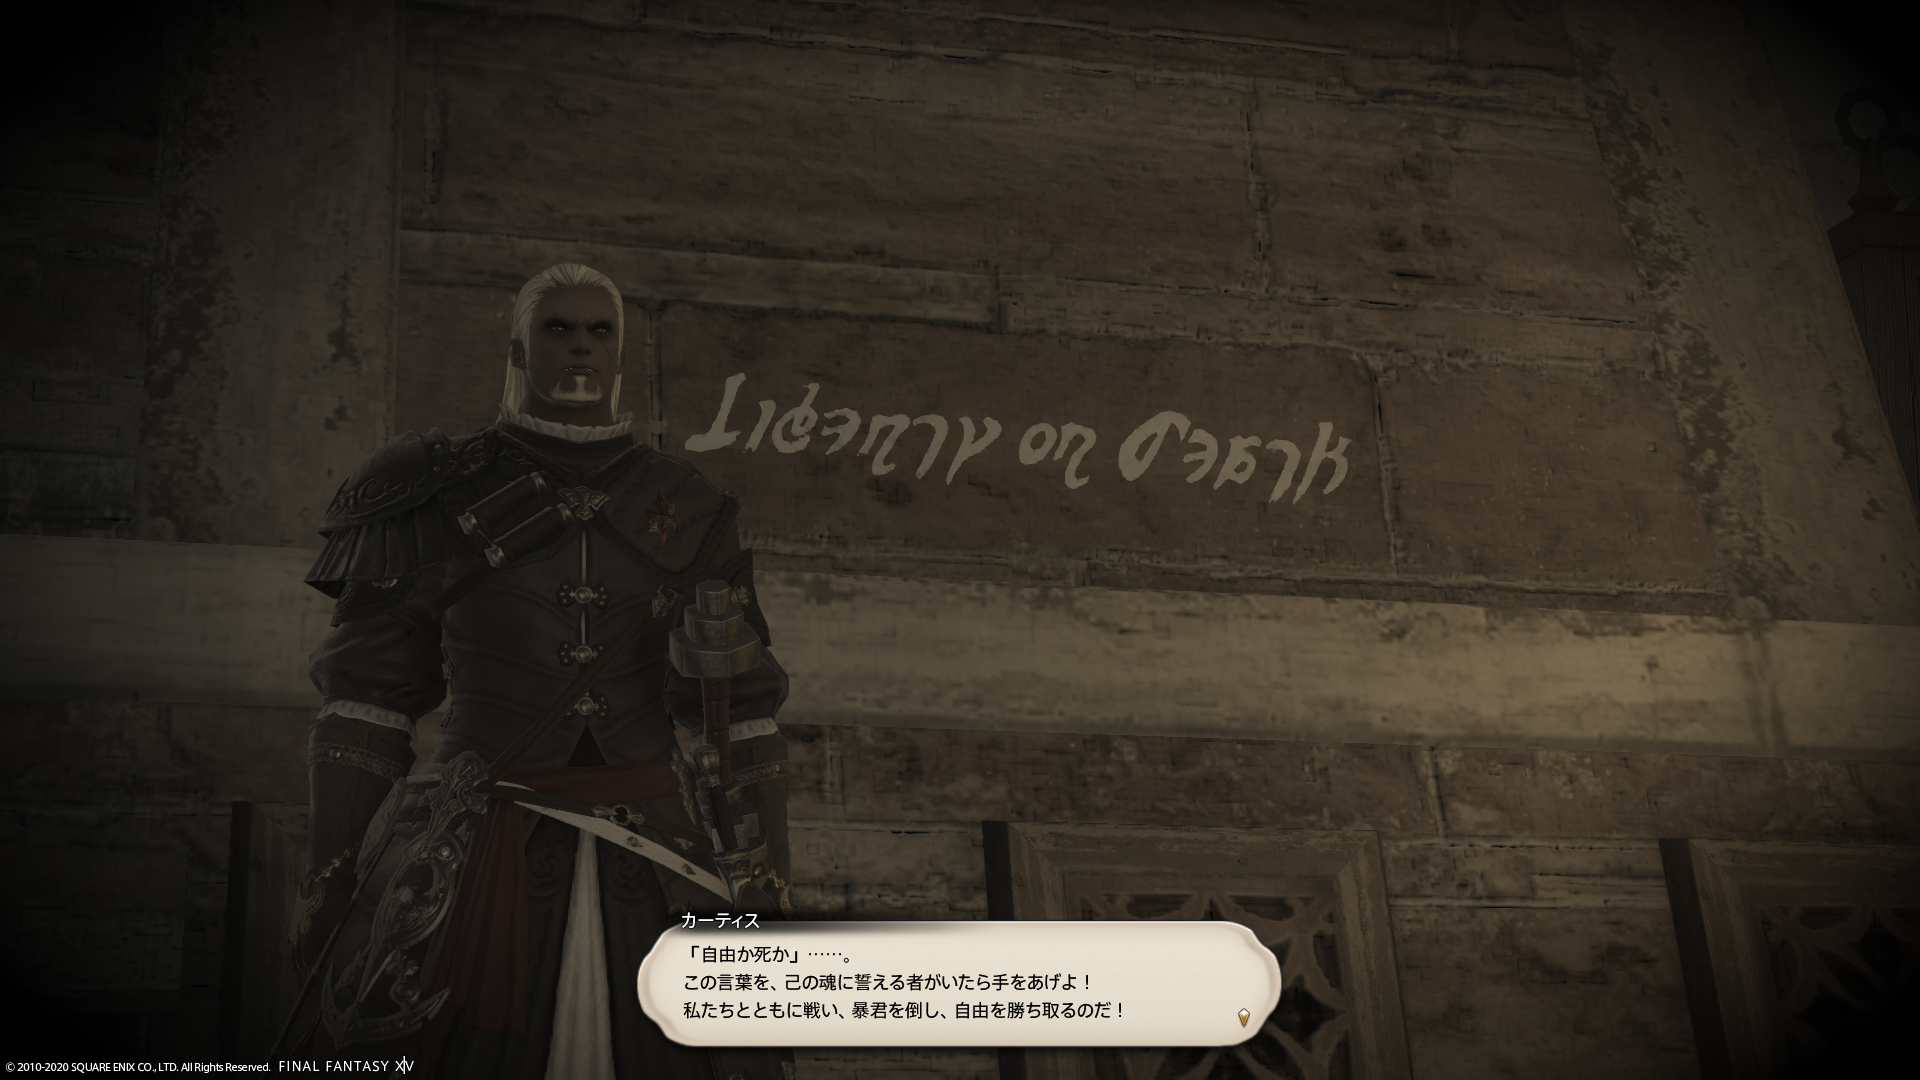 Liberty or Death
カーティス
「自由か死か」……。
この言葉を、己の魂に誓える者がいたら手をあげよ！
私たちとともに戦い、暴君を倒し、自由を勝ち取るのだ！
© 2010-2020 SQUARE ENIX CO., LTD. All Rights Reserved. FINAL FANTASY XIV